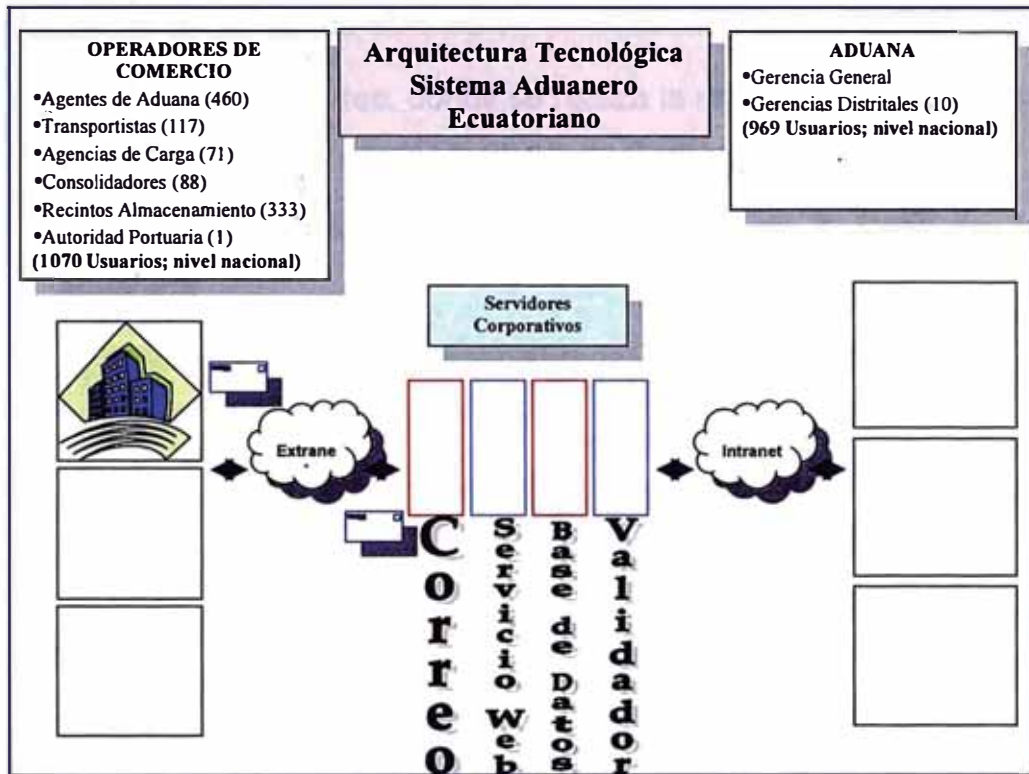 OPERADORES DE
COMERCIO
•Agentes de Aduana (460)
•Transportistas (117)
•Agencias de Carga (71)
•Consolidadores (88)
•Recintos Almacenamiento (333)
•Autoridad Portuaria (1)
(1070 Usuarios; nivel nacional)
Arquitectura Tecnológica
Sistema Aduanero
Ecuatoriano
ADUANA
•Gerencia General
•Gerencias Distritales (10)
(969 Usuarios; nivel nacional)
Servidores
Corporativos
Extrane
Intranet
Correo
Servicio Web
Base de Datos
Validador